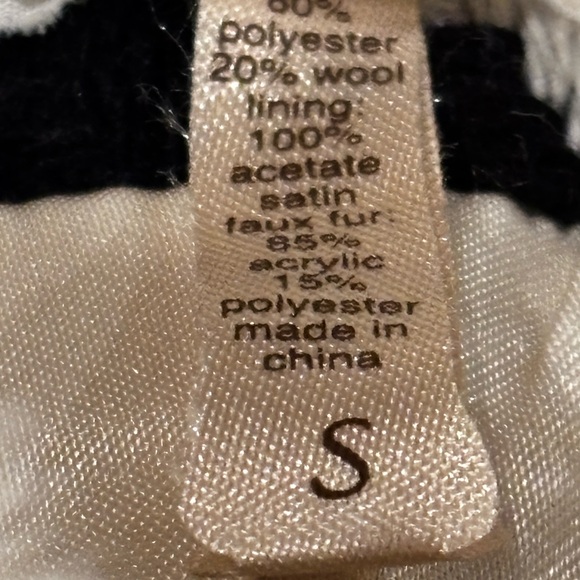 polyester
20% wool
lining:
100%
acetate
satin
faux fur:
85%
acrylic
15%
polyester
made in
china
S